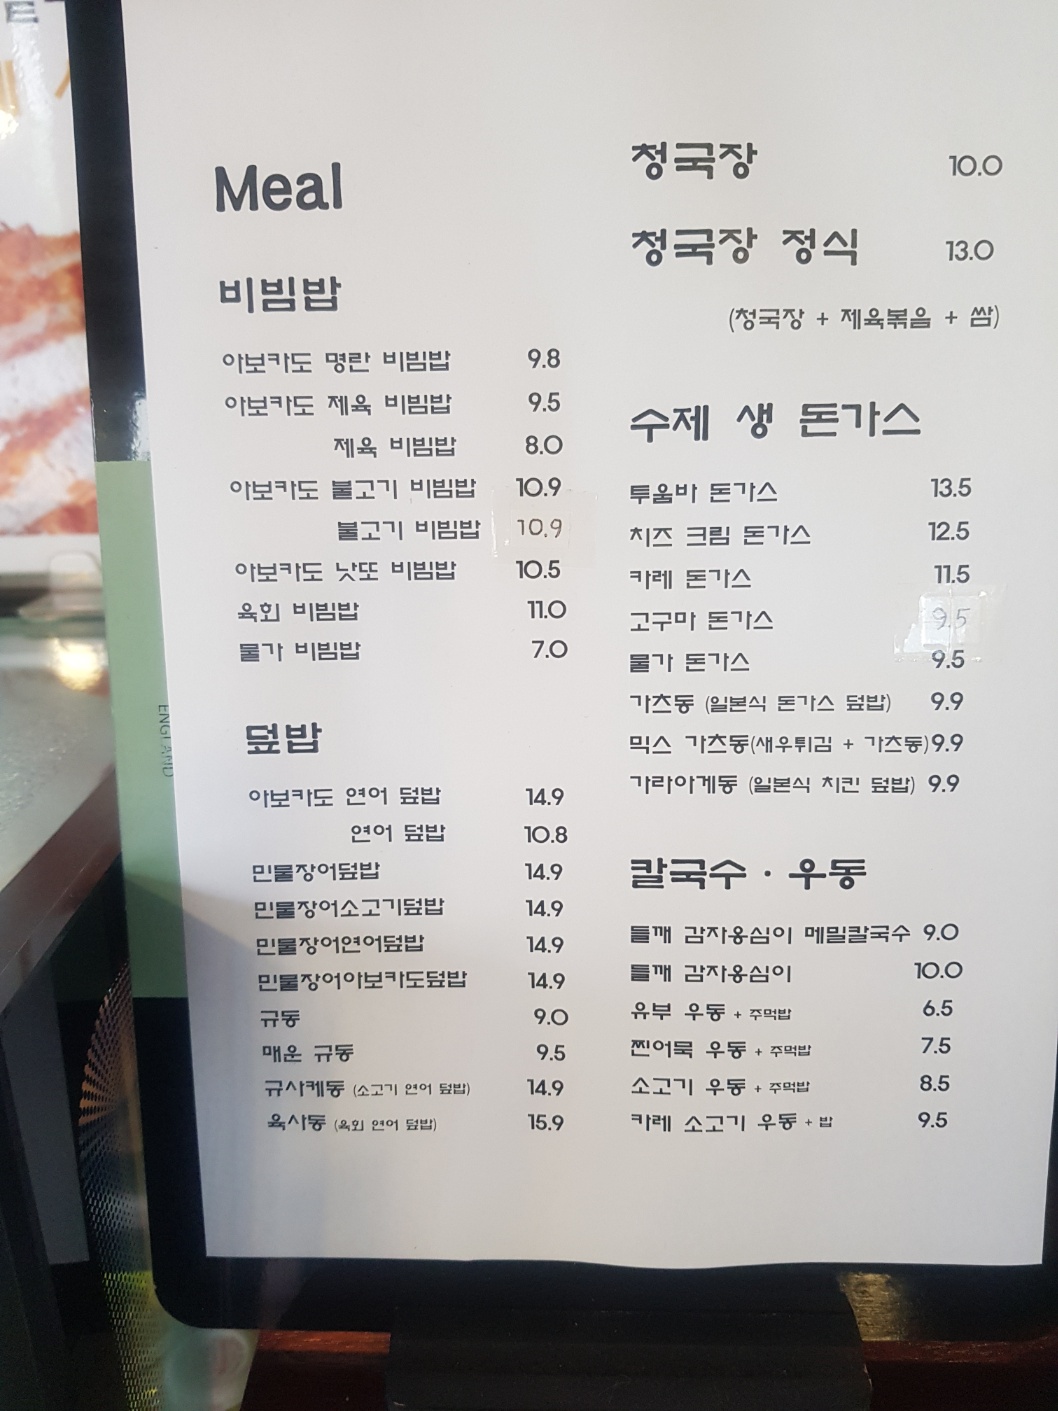 Meal
비빔밥
아보카도 명란 비빔밥 9.8
아보카도 제육 비빔밥 9.5
제육 비빔밥 8.0
아보카도 불고기 비빔밥 10.9
불고기 비빔밥 10.9
아보카도 낫또 비빔밥 10.5
육회 비빔밥 11.0
물가 비빔밥 7.0
덮밥
아보카도 연어 덮밥 14.9
연어 덮밥 10.8
민물장어덮밥 14.9
민물장어소고기덮밥 14.9
민물장어연어덮밥 14.9
민물장어아보카도덮밥 14.9
규동 9.0
매운 규동 9.5
규사케동 (소고기 연어 덮밥) 14.9
육사동 (육회 연어 덮밥) 15.9
청국장 10.0
청국장 정식 13.0
(청국장 + 제육볶음 + 쌈)
수제 생 돈가스
투움바 돈가스 13.5
치즈 크림 돈가스 12.5
카레 돈가스 11.5
고구마 돈가스 9.5
물가 돈가스 9.5
가츠동 (일본식 돈가스 덮밥) 9.9
믹스 가츠동(새우튀김 + 가츠동) 9.9
가라아게동 (일본식 치킨 덮밥) 9.9
칼국수 · 우동
들깨 감자옹심이 메밀칼국수 9.0
들깨 감자옹심이 10.0
유부 우동 + 주먹밥 6.5
찐어묵 우동 + 주먹밥 7.5
소고기 우동 + 주먹밥 8.5
카레 소고기 우동 + 밥 9.5
ENGLAND